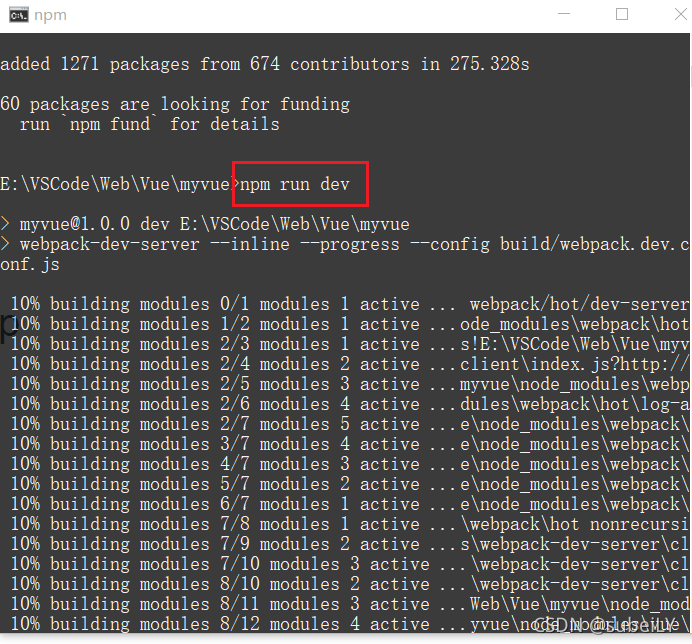 npm
added 1271 packages from 674 contributors in 275.328s
60 packages are looking for funding
run `npm fund` for details
E:\VSCode\Web\Vue\myvue>npm run dev
> myvue@1.0.0 dev E:\VSCode\Web\Vue\myvue
> webpack-dev-server --inline --progress --config build/webpack.dev.c
onf.js
10% building modules 0/1 modules 1 active ... webpack/hot/dev-server
10% building modules 1/2 modules 1 active ...ode_modules\webpack\hot
10% building modules 2/3 modules 1 active ...s!E:\VSCode\Web\Vue\myv
10% building modules 2/4 modules 2 active ...client\index.js?http://
10% building modules 2/5 modules 3 active ...myvue\node_modules\webp
10% building modules 2/6 modules 4 active ...dules\webpack\hot\log-a
10% building modules 2/7 modules 5 active ...e\node_modules\webpack\
10% building modules 3/7 modules 4 active ...e\node_modules\webpack\
10% building modules 4/7 modules 3 active ...e\node_modules\webpack\
10% building modules 5/7 modules 2 active ...e\node_modules\webpack\
10% building modules 6/7 modules 1 active ...e\node_modules\webpack\
10% building modules 7/8 modules 1 active ...\webpack\hot nonrecursi
10% building modules 7/9 modules 2 active ...s\webpack-dev-server\cl
10% building modules 7/10 modules 3 active ...\webpack-dev-server\cl
10% building modules 8/10 modules 2 active ...\webpack-dev-server\cl
10% building modules 8/11 modules 3 active ...Web\Vue\myvue\node_mod
10% building modules 8/12 modules 4 active ...yvue\node_modules\